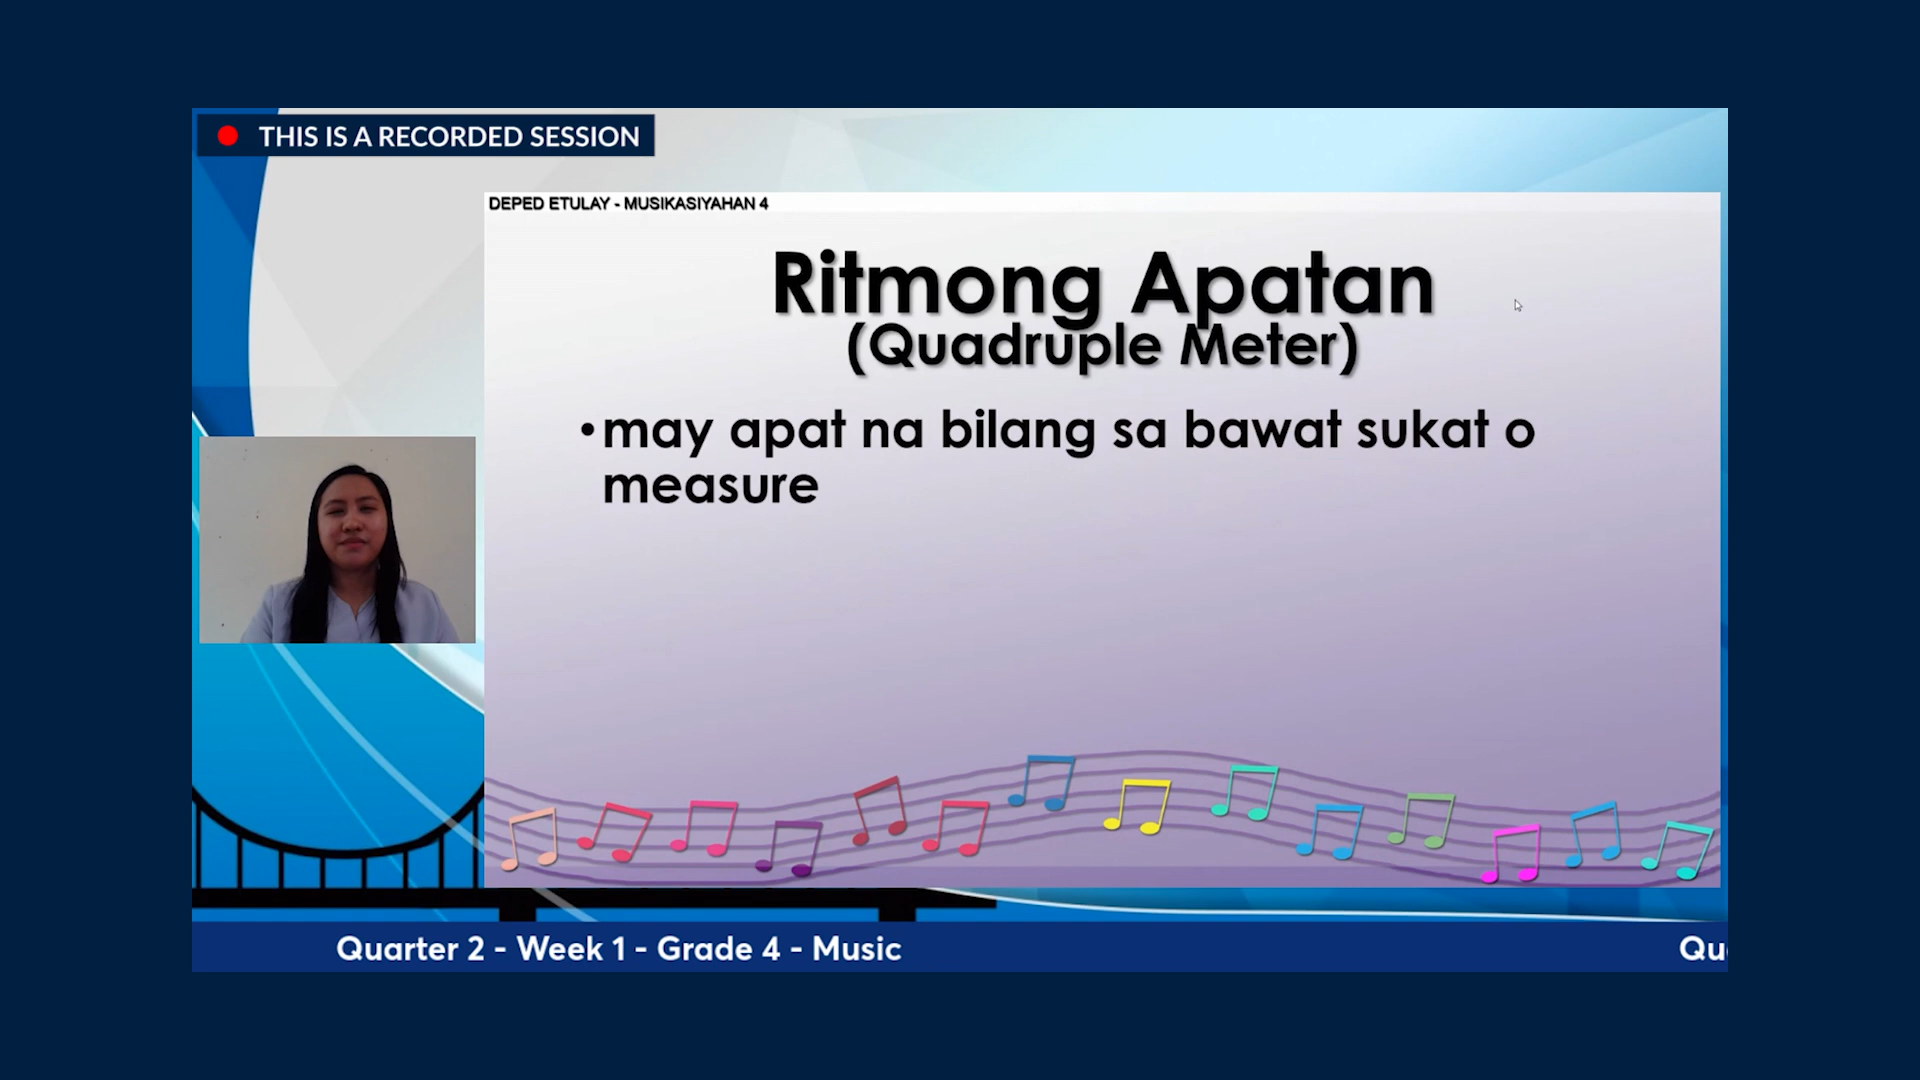 THIS IS A RECORDED SESSION
DEPED ETULAY - MUSIKASIYAHAN 4
Ritmong Apatan
(Quadruple Meter)
•may apat na bilang sa bawat sukat o
measure
Quarter 2 - Week 1 - Grade 4 - Music